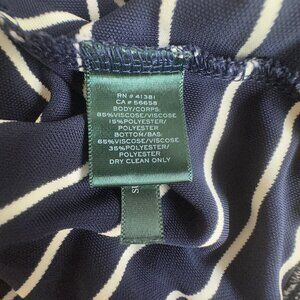 RN # 41381
CA # 56658
BODY/CORPS:
85%VISCOSE/VISCOSE
15%POLYESTER/
POLYESTER
BOTTOM/BAS:
65%VISCOSE/VISCOSE
35%POLYESTER/
POLYESTER
DRY CLEAN ONLY